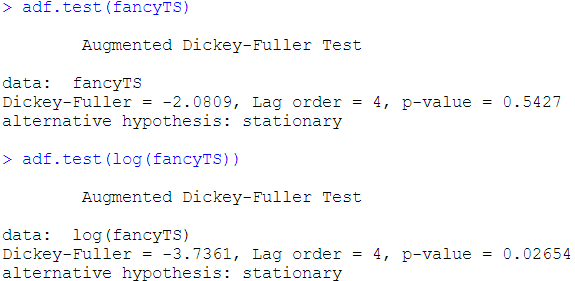 > adf.test(fancyTS)
Augmented Dickey-Fuller Test
data:  fancyTS
Dickey-Fuller = -2.0809, Lag order = 4, p-value = 0.5427
alternative hypothesis: stationary
> adf.test(log(fancyTS))
Augmented Dickey-Fuller Test
data:  log(fancyTS)
Dickey-Fuller = -3.7361, Lag order = 4, p-value = 0.02654
alternative hypothesis: stationary